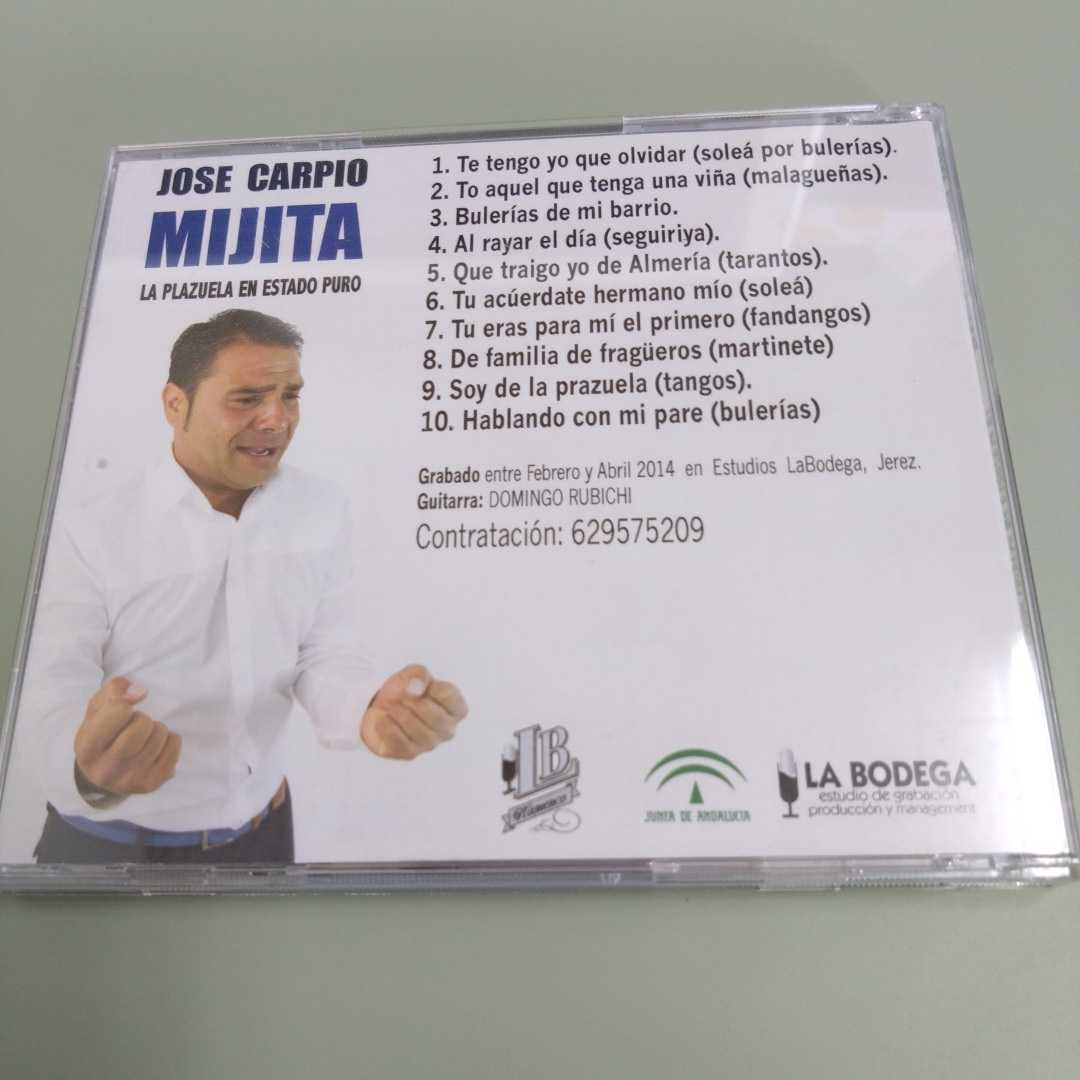 JOSE CARPIO
MIJITA
LA PLAZUELA EN ESTADO PURO
1. Te tengo yo que olvidar (soleá por bulerías).
2. To aquel que tenga una viña (malagueñas).
3. Bulerías de mi barrio.
4. Al rayar el día (seguiriya).
5. Que traigo yo de Almería (tarantos).
6. Tu acúerdate hermano mío (soleá)
7. Tu eras para mí el primero (fandangos)
8. De familia de fragüeros (martinete)
9. Soy de la prazuela (tangos).
10. Hablando con mi pare (bulerías)
Grabado entre Febrero y Abril 2014 en Estudios LaBodega, Jerez.
Guitarra: DOMINGO RUBICHI
Contratación: 629575209
LB
JUNTA DE ANDALUCIA
LA BODEGA
estudio de grabación
producción y management